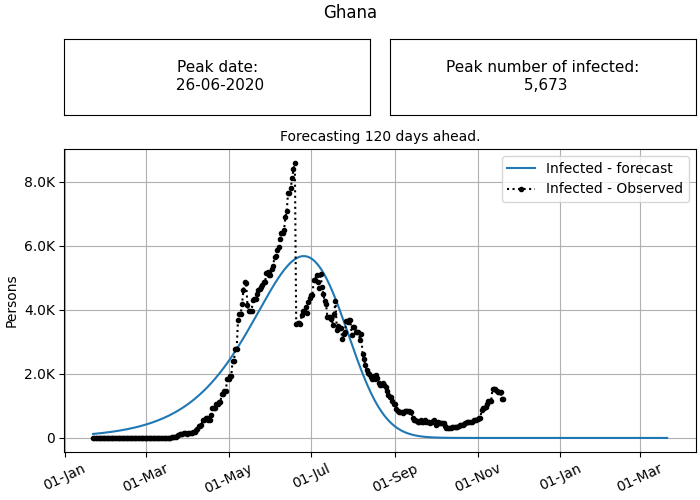 Ghana
Peak date:
26-06-2020
Peak number of infected:
5,673
Forecasting 120 days ahead.
Infected - forecast
Infected - Observed
8.0K
6.0K
4.0K
2.0K
0
Persons
01-Jan
01-Mar
01-May
01-Jul
01-Sep
01-Nov
01-Jan
01-Mar